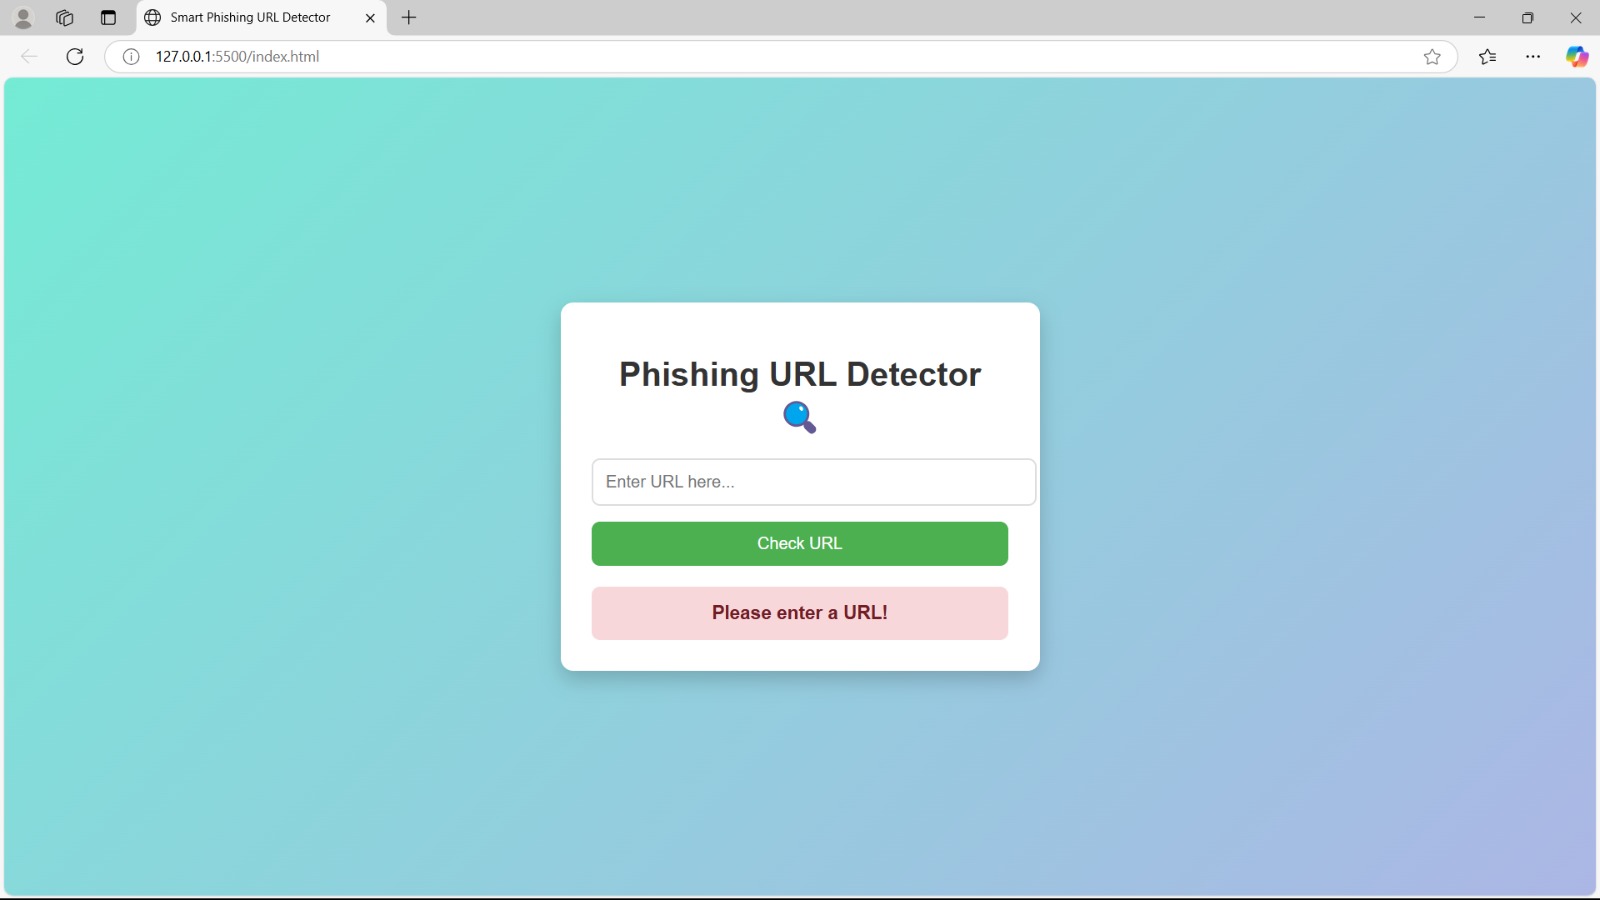 Smart Phishing URL Detector
127.0.0.1:5500/index.html
Phishing URL Detector
Enter URL here...
Check URL
Please enter a URL!